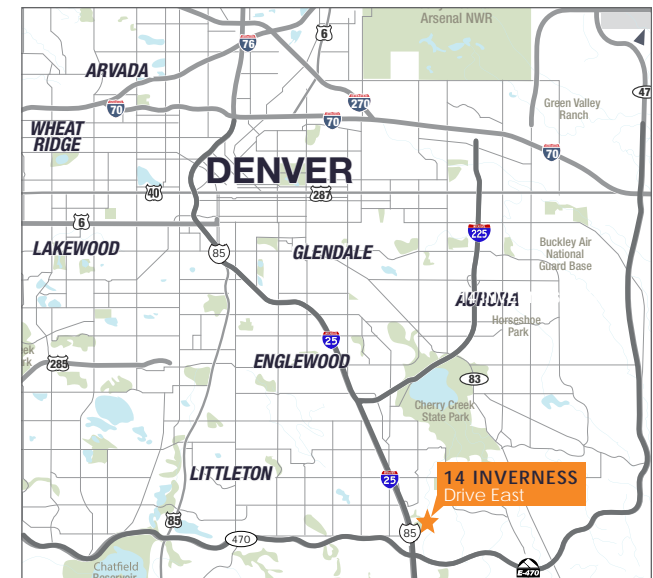 Arsenal NWR
6
76
ARVADA
270
47
70
Green Valley
Ranch
70
WHEAT
RIDGE
70
DENVER
40
287
6
225
LAKEWOOD
85
GLENDALE
Buckley Air
National
Guard Base
AURORA
Horseshoe
Park
25
285
ENGLEWOOD
83
Cherry Creek
State Park
LITTLETON
25
14 INVERNESS
Drive East
85
85
470
E-470
Chatfield
Reservoir